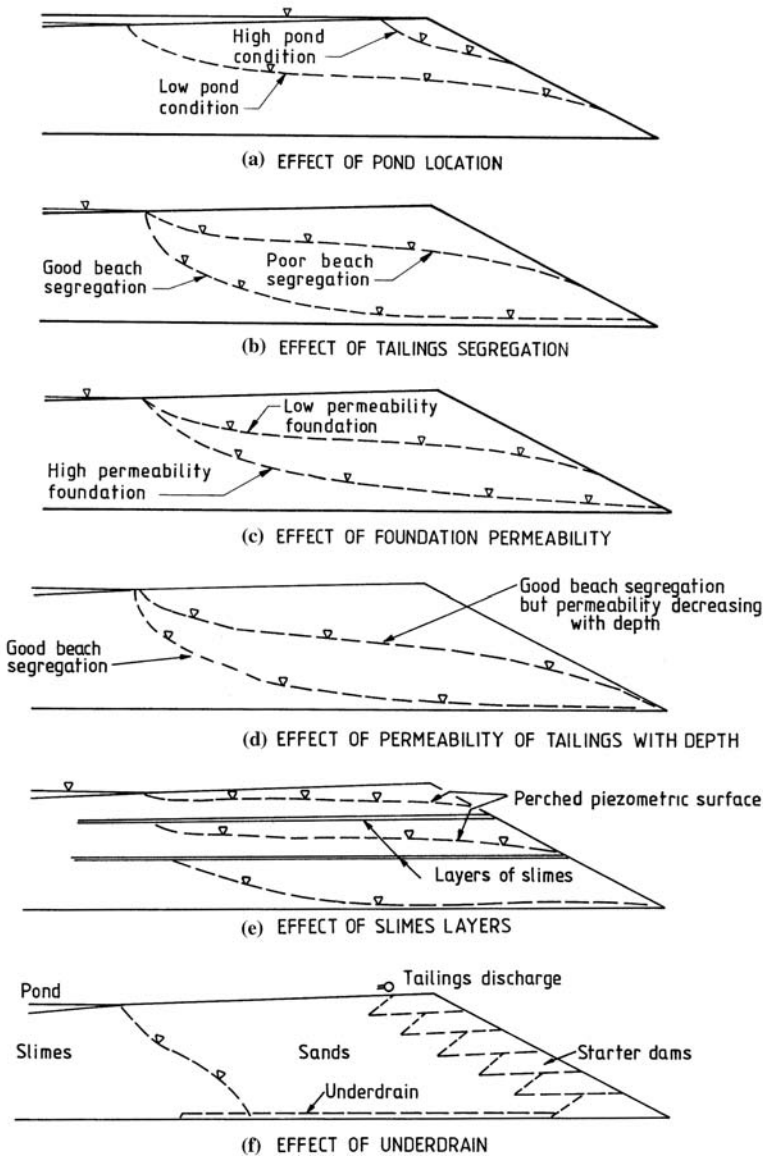 High pond
condition
Low pond
condition
(a) EFFECT OF POND LOCATION
Good beach
segregation
Poor beach
segregation
(b) EFFECT OF TAILINGS SEGREGATION
Low permeability
foundation
High permeability
foundation
(c) EFFECT OF FOUNDATION PERMEABILITY
Good beach segregation
but permeability decreasing
with depth
Good beach
segregation
(d) EFFECT OF PERMEABILITY OF TAILINGS WITH DEPTH
Perched piezometric surface
Layers of slimes
(e) EFFECT OF SLIMES LAYERS
Tailings discharge
Pond
Slimes
Sands
Starter dams
Underdrain
(f) EFFECT OF UNDERDRAIN